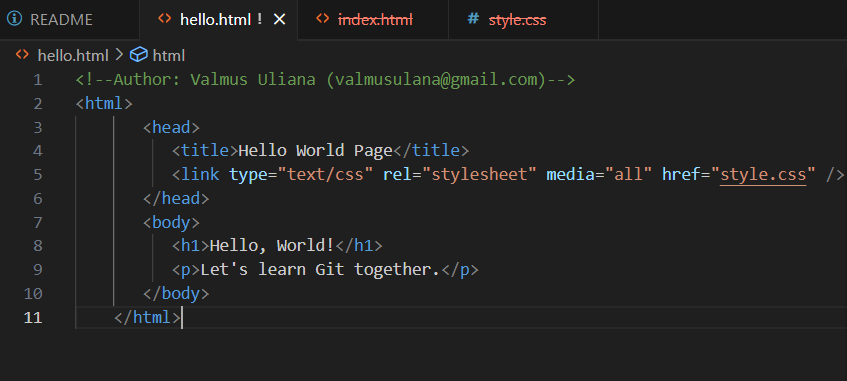 README hello.html ! index.html style.css
hello.html > html
1 <!--Author: Valmus Uliana (valmusulana@gmail.com)-->
2 <html>
3 <head>
4 <title>Hello World Page</title>
5 <link type="text/css" rel="stylesheet" media="all" href="style.css" />
6 </head>
7 <body>
8 <h1>Hello, World!</h1>
9 <p>Let's learn Git together.</p>
10 </body>
11 </html>